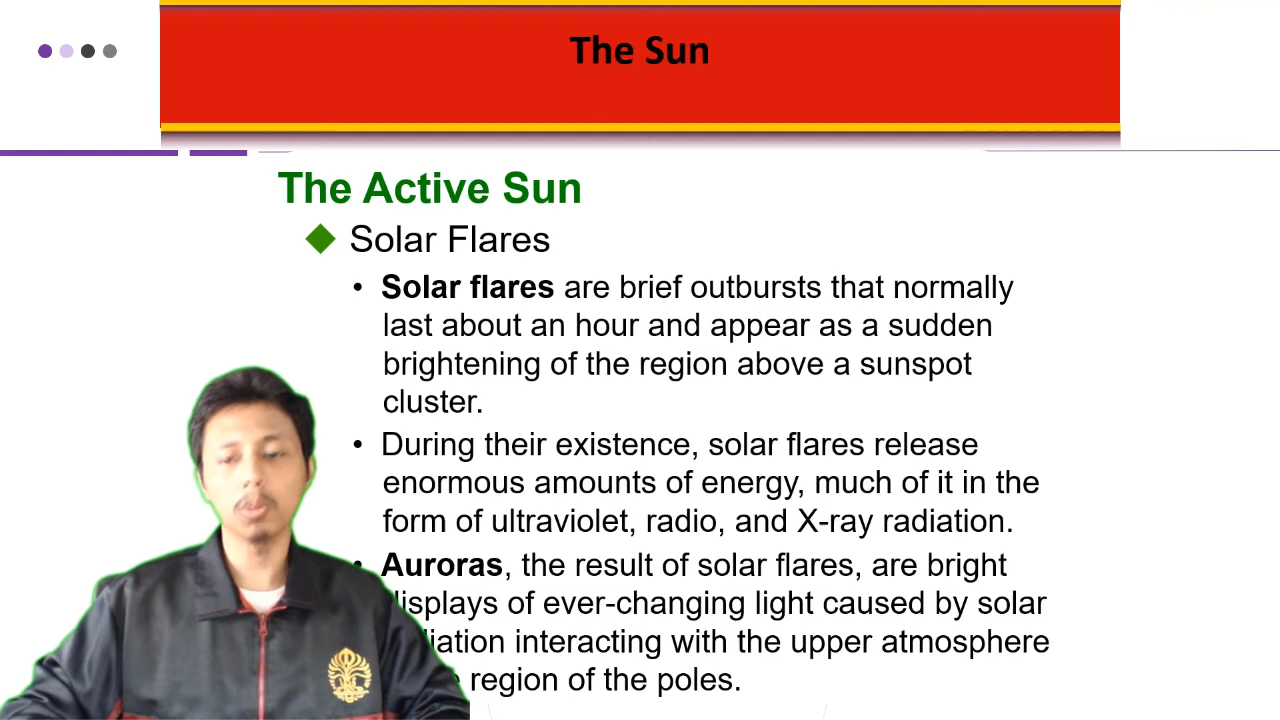 The Sun
The Active Sun
Solar Flares
• Solar flares are brief outbursts that normally
last about an hour and appear as a sudden
brightening of the region above a sunspot
cluster.
• During their existence, solar flares release
enormous amounts of energy, much of it in the
form of ultraviolet, radio, and X-ray radiation.
• Auroras, the result of solar flares, are bright
displays of ever-changing light caused by solar
interacting with the upper atmosphere
region of the poles.